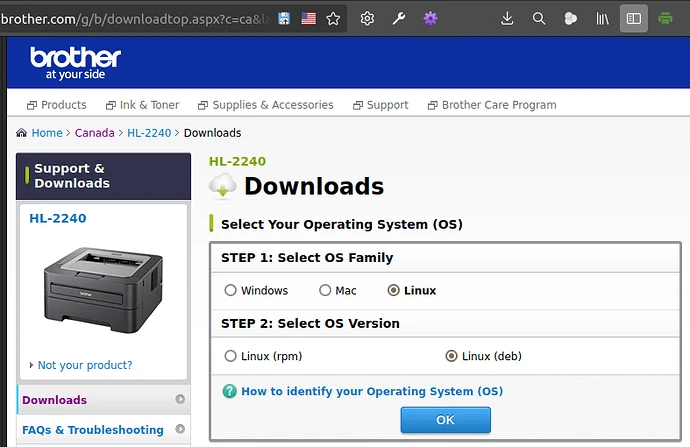 brother.com/g/b/downloadtop.aspx?c=ca&la
brother
at your side
Products
Ink & Toner
Supplies & Accessories
Support
Brother Care Program
Home > Canada > HL-2240 > Downloads
Support &
Downloads
HL-2240
brother
Not your product?
Downloads
FAQs & Troubleshooting
HL-2240
Downloads
Select Your Operating System (OS)
STEP 1: Select OS Family
Windows
Mac
Linux
STEP 2: Select OS Version
Linux (rpm)
Linux (deb)
? How to identify your Operating System (OS)
OK